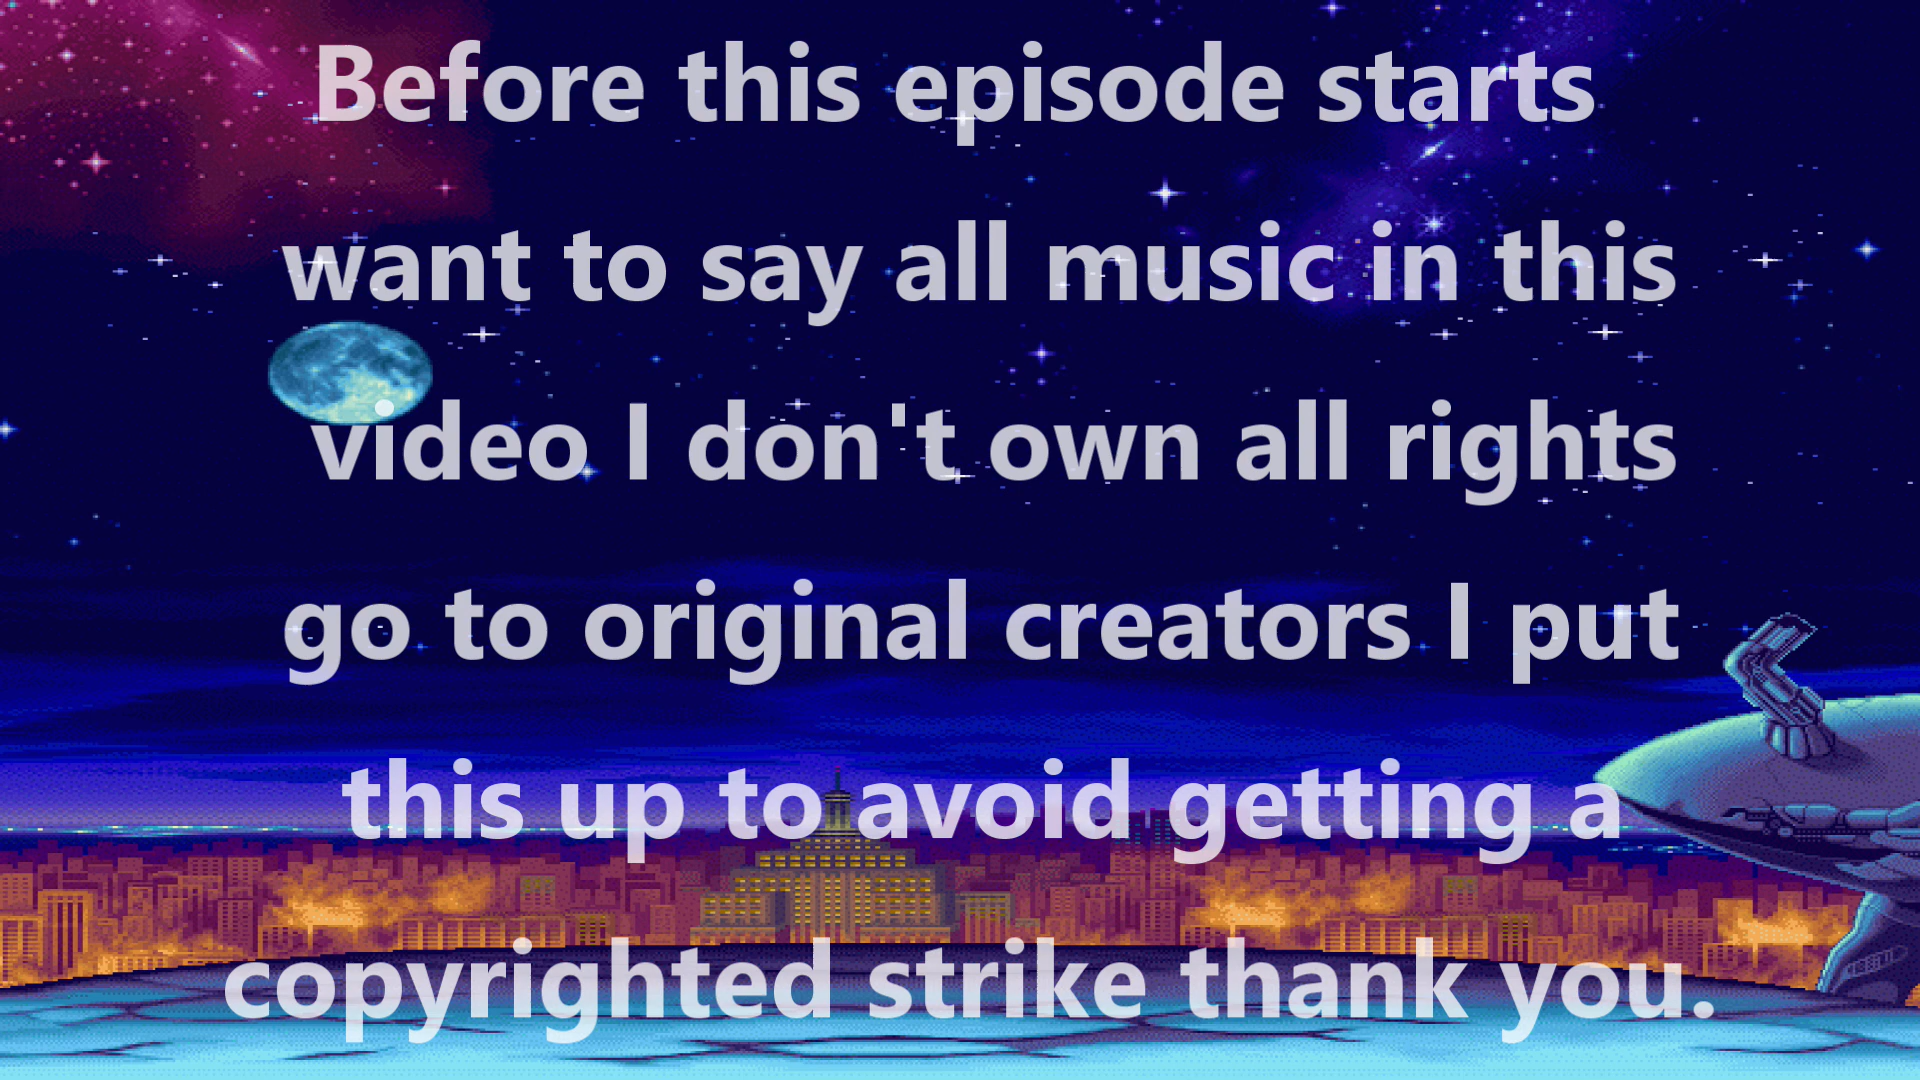 Before this episode starts
want to say all music in this
video I don't own all rights
go to original creators I put
this up to avoid getting a
copyrighted strike thank you.